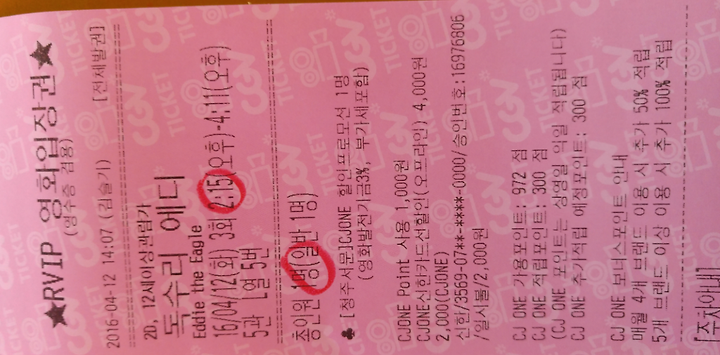 ★RVIP 영화입장권★
(영수증 겸용)
2016-04-12 14:07 (김슬기) [전체발권]
2D, 12세이상관람가
독수리 에디
Eddie the Eagle
16/04/12(화) 3회 2:15(오후)-4:11(오후)
5관 I열 5번
총인원 1명(일반 1명)
♣ [청주서문]CJONE 할인프로모션 1명
(영화발전기금3%, 부가세포함)
CJONE Point 사용 1,000원
CJONE신한카드선할인(오프라인) 4,000원
2,000(CJONE)
신한/3569-07**-****-0000/승인번호:16976806
/일시불/2,000원
CJ ONE 가용포인트: 972 점
CJ ONE 적립포인트: 300 점
(CJ ONE 포인트는 상영일 익일 적립됩니다)
CJ ONE 추가적립 예정포인트: 300 점
CJ ONE 보너스포인트 안내
매월 4개 브랜드 이용 시 추가 50% 적립
5개 브랜드 이상 이용 시 추가 100% 적립
[주차안내]
CGV
TICKET